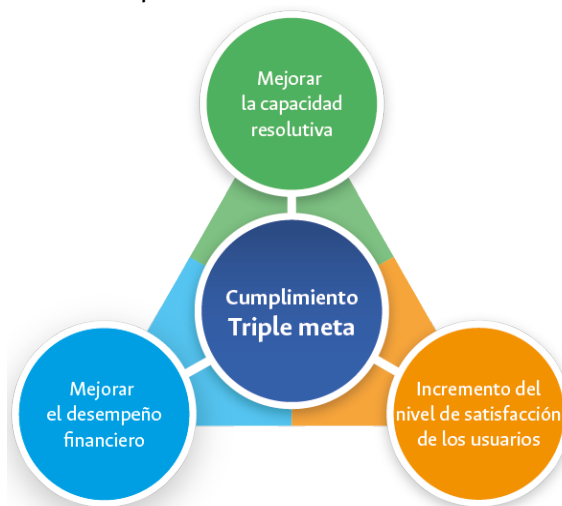 Mejorar
la capacidad
resolutiva
Cumplimiento
Triple meta
Mejorar
el desempeño
financiero
Incremento del
nivel de satisfacción
de los usuarios